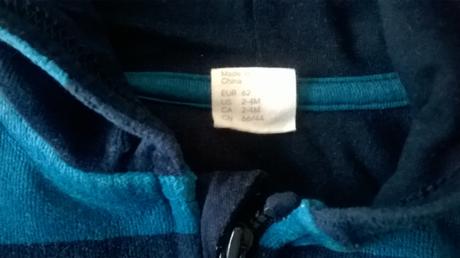 Made in
China
EUR 62
US 2-4M
CA 2-4M
CN 66/44